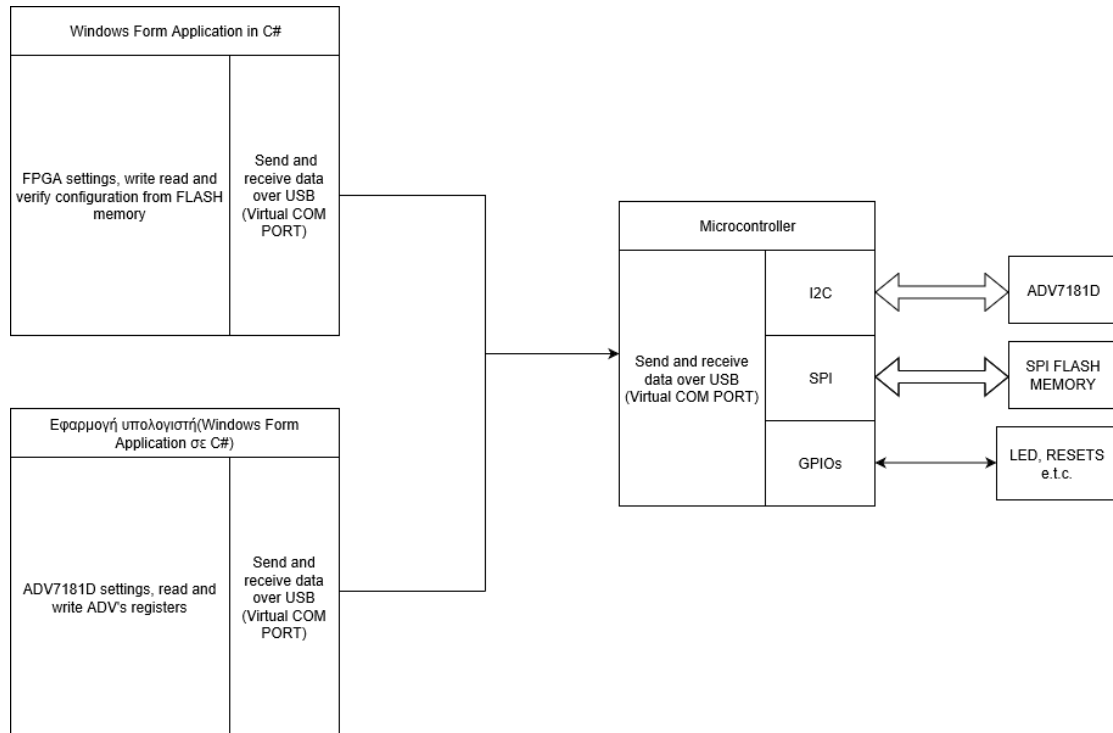 Windows Form Application in C#
FPGA settings, write read and
verify configuration from FLASH
memory
Send and
receive data
over USB
(Virtual COM
PORT)
Εφαρμογή υπολογιστή(Windows Form
Application σε C#)
ADV7181D settings, read and
write ADV's registers
Send and
receive data
over USB
(Virtual COM
PORT)
Microcontroller
Send and receive
data over USB
(Virtual COM PORT)
I2C
SPI
GPIOs
ADV7181D
SPI FLASH
MEMORY
LED, RESETS
e.t.c.